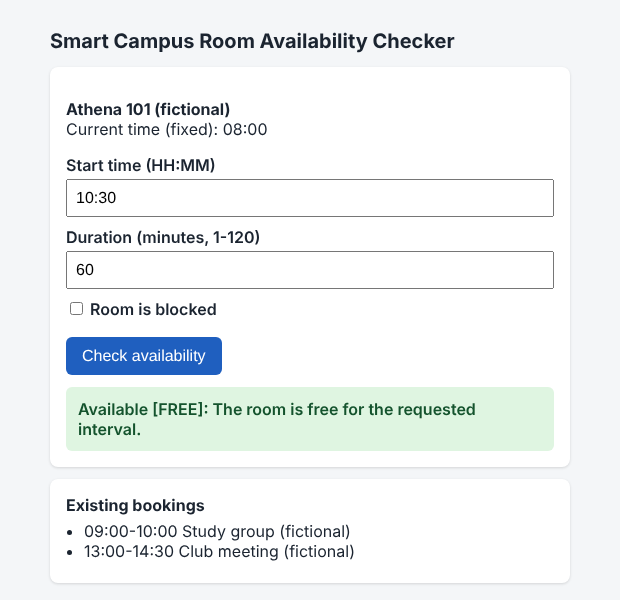 Smart Campus Room Availability Checker
Athena 101 (fictional)
Current time (fixed): 08:00
Start time (HH:MM)
10:30
Duration (minutes, 1-120)
60
Room is blocked
Check availability
Available [FREE]: The room is free for the requested
interval.
Existing bookings
• 09:00-10:00 Study group (fictional)
• 13:00-14:30 Club meeting (fictional)